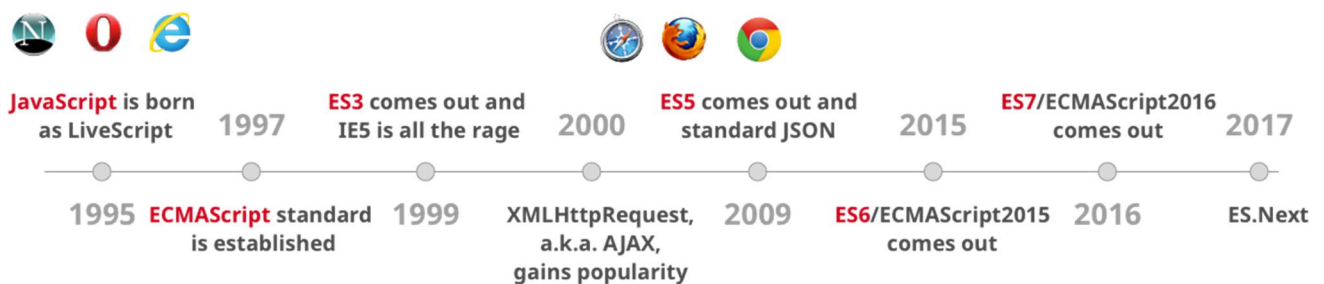 JavaScript is born
as LiveScript
1995
1997
ECMAScript standard
is established
ES3 comes out and
IE5 is all the rage
1999
2000
XMLHttpRequest,
a.k.a. AJAX,
gains popularity
ES5 comes out and
standard JSON
2009
2015
ES6/ECMAScript2015
comes out
ES7/ECMAScript2016
comes out
2016
2017
ES.Next